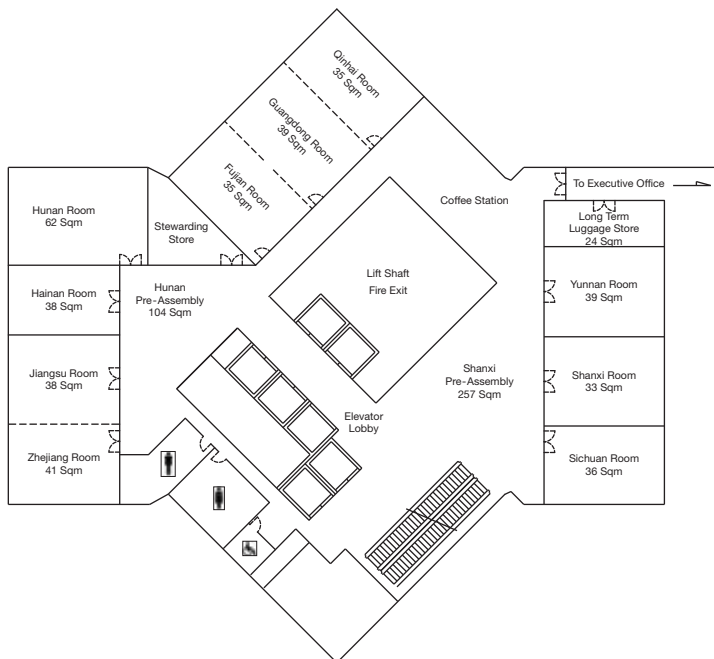 Qinhai Room
35 Sqm
Guangdong Room
39 Sqm
Fujian Room
35 Sqm
Hunan Room
62 Sqm
Stewarding
Store
Coffee Station
To Executive Office
Long Term
Luggage Store
24 Sqm
Hainan Room
38 Sqm
Hunan
Pre-Assembly
104 Sqm
Lift Shaft
Fire Exit
Yunnan Room
39 Sqm
Jiangsu Room
38 Sqm
Shanxi
Pre-Assembly
257 Sqm
Shanxi Room
33 Sqm
Elevator
Lobby
Zhejiang Room
41 Sqm
Sichuan Room
36 Sqm